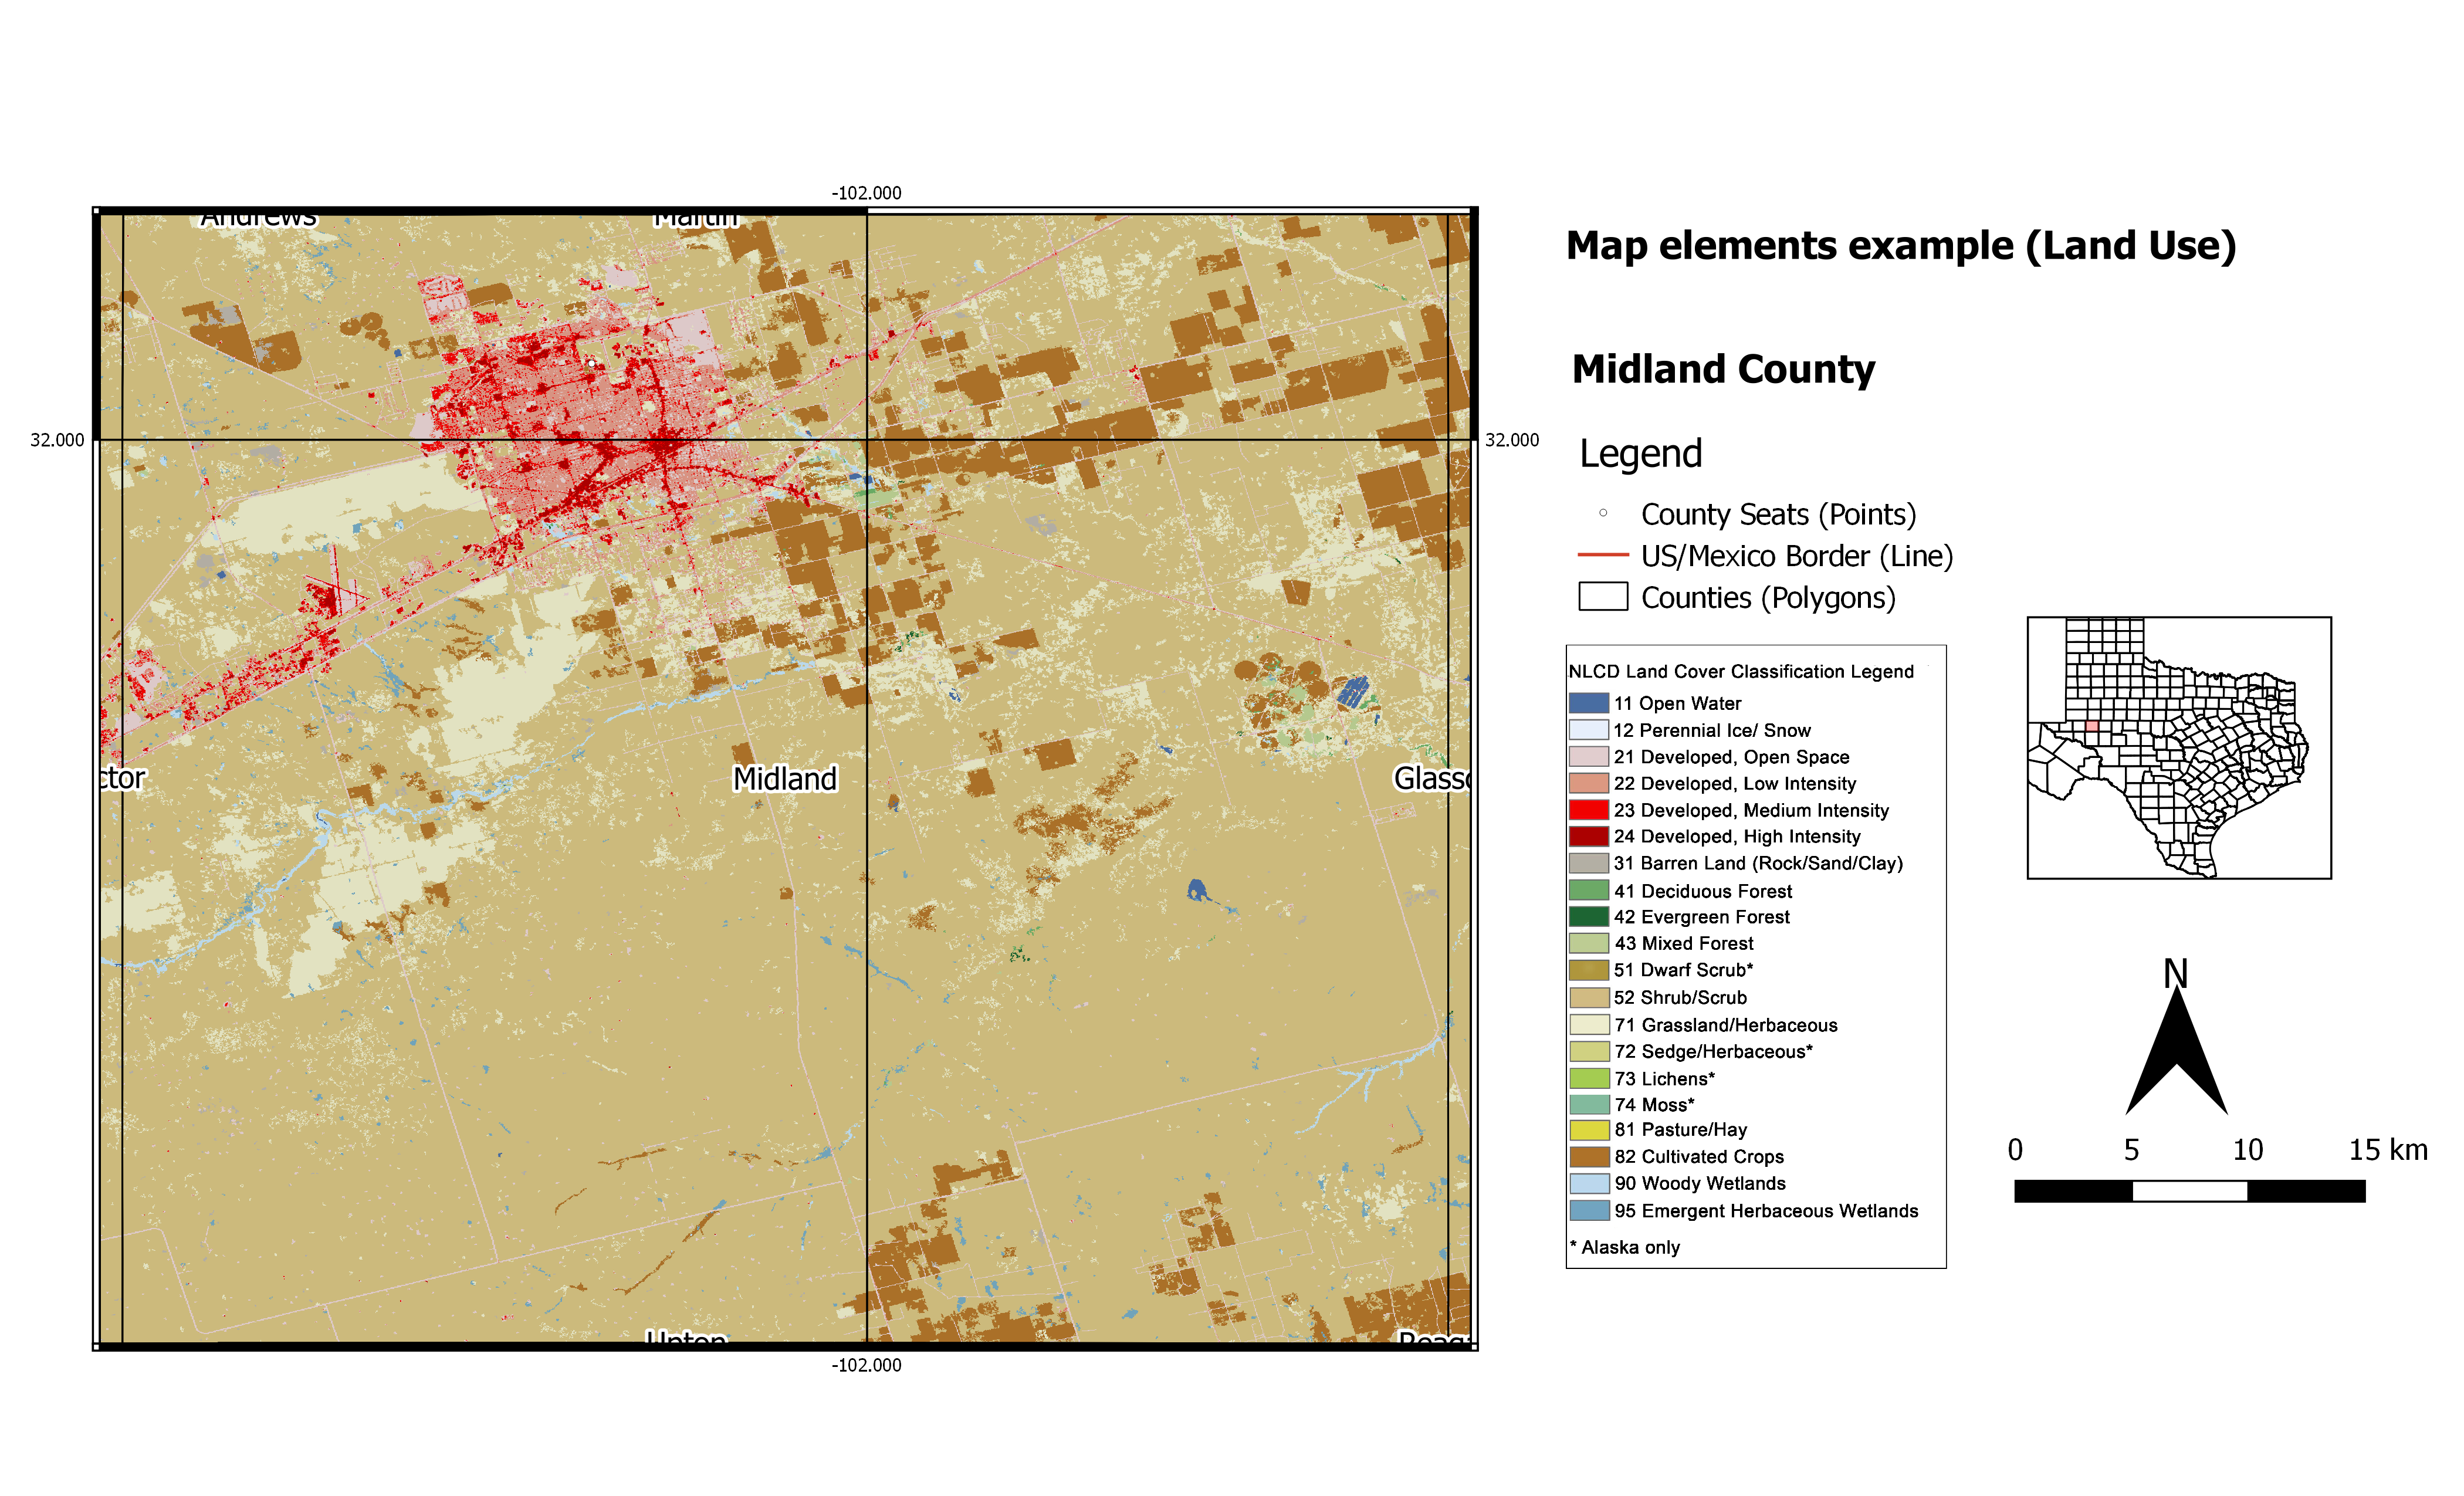 -102.000
Andrews
Martin
32.000
32.000
ctor
Midland
Glassc
Upton
Reaga
-102.000
Map elements example (Land Use)
Midland County
Legend
County Seats (Points)
US/Mexico Border (Line)
Counties (Polygons)
NLCD Land Cover Classification Legend
11 Open Water
12 Perennial Ice/ Snow
21 Developed, Open Space
22 Developed, Low Intensity
23 Developed, Medium Intensity
24 Developed, High Intensity
31 Barren Land (Rock/Sand/Clay)
41 Deciduous Forest
42 Evergreen Forest
43 Mixed Forest
51 Dwarf Scrub*
52 Shrub/Scrub
71 Grassland/Herbaceous
72 Sedge/Herbaceous*
73 Lichens*
74 Moss*
81 Pasture/Hay
82 Cultivated Crops
90 Woody Wetlands
95 Emergent Herbaceous Wetlands
* Alaska only
N
0 5 10 15 km